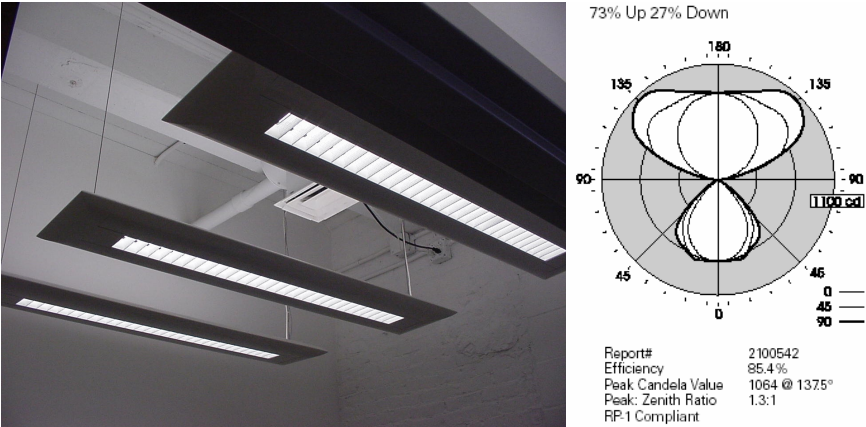 73% Up 27% Down
180
135 135
90 90
1100 cd
45 45
0
0
45
90
Report# 2100542
Efficiency 85.4%
Peak Candela Value 1064 @ 137.5°
Peak: Zenith Ratio 1.3:1
RP-1 Compliant